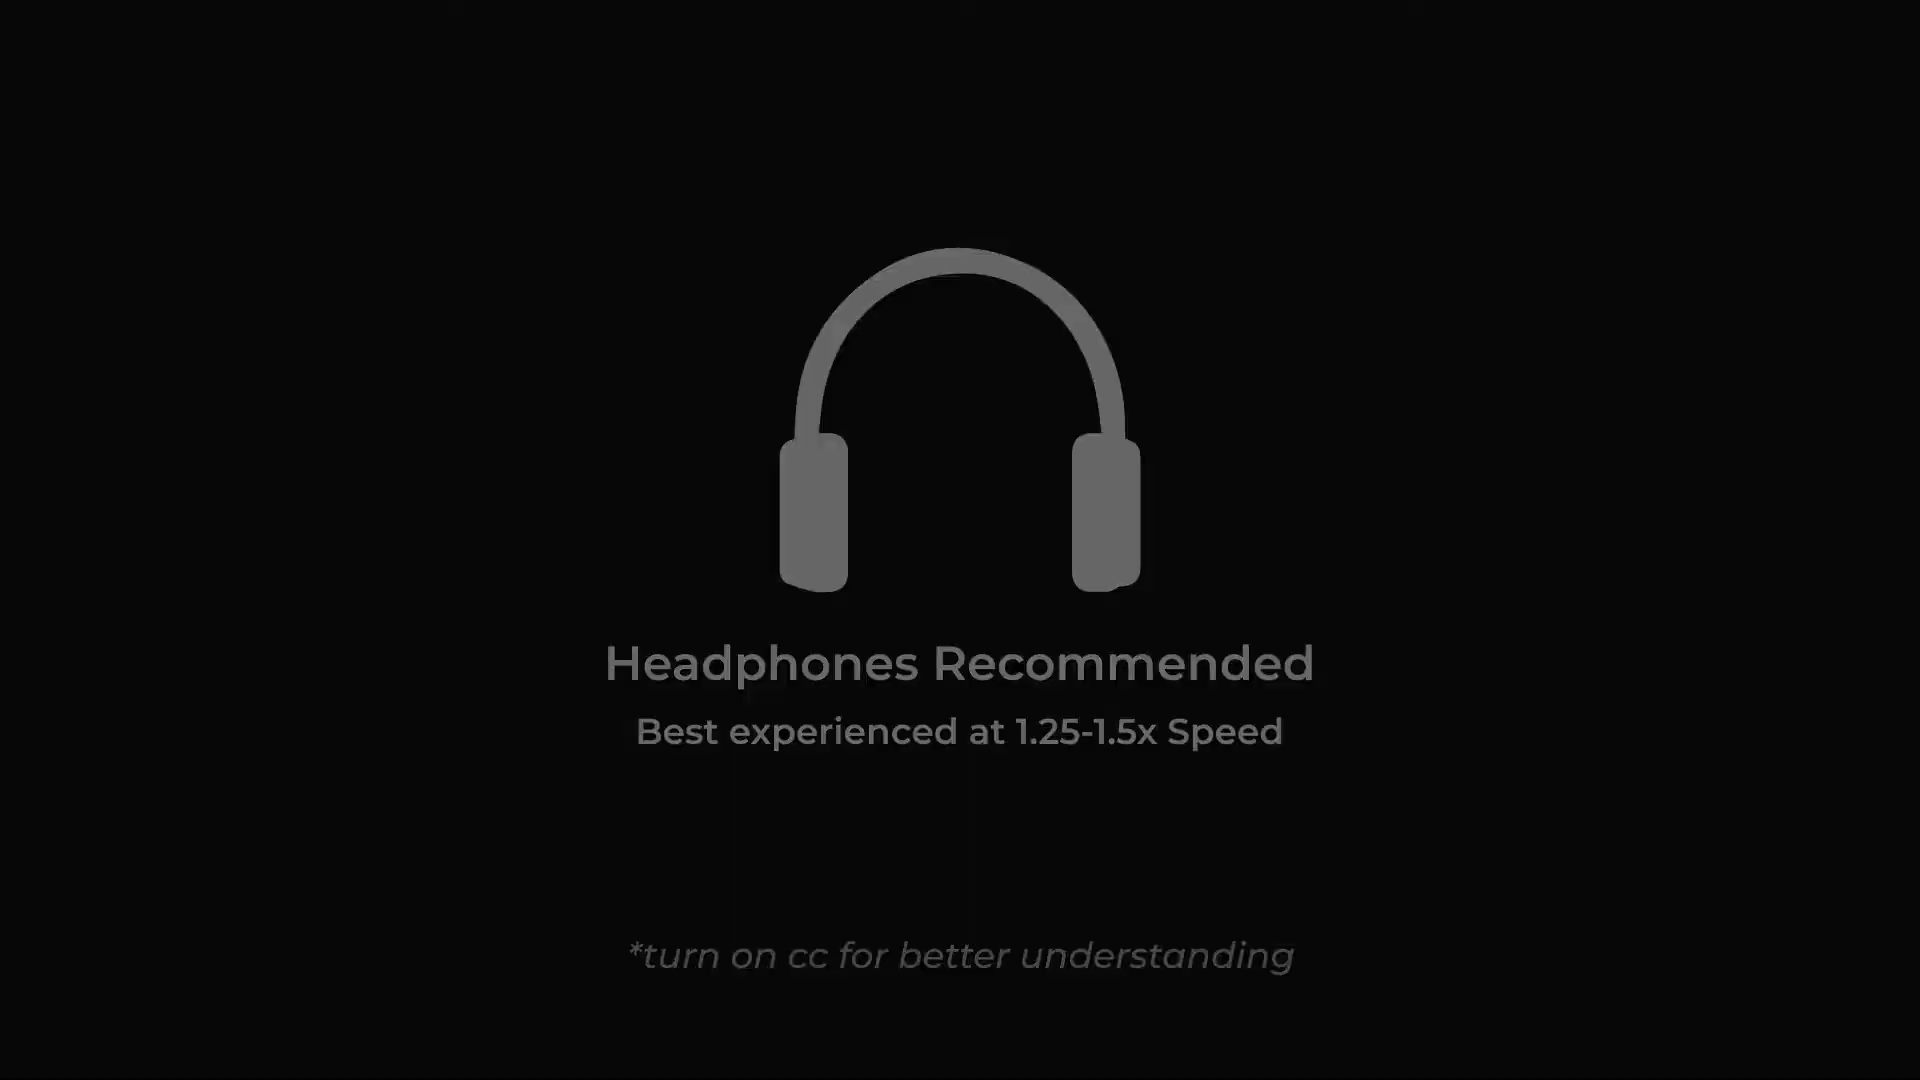 Headphones Recommended
Best experienced at 1.25-1.5x Speed
*turn on cc for better understanding